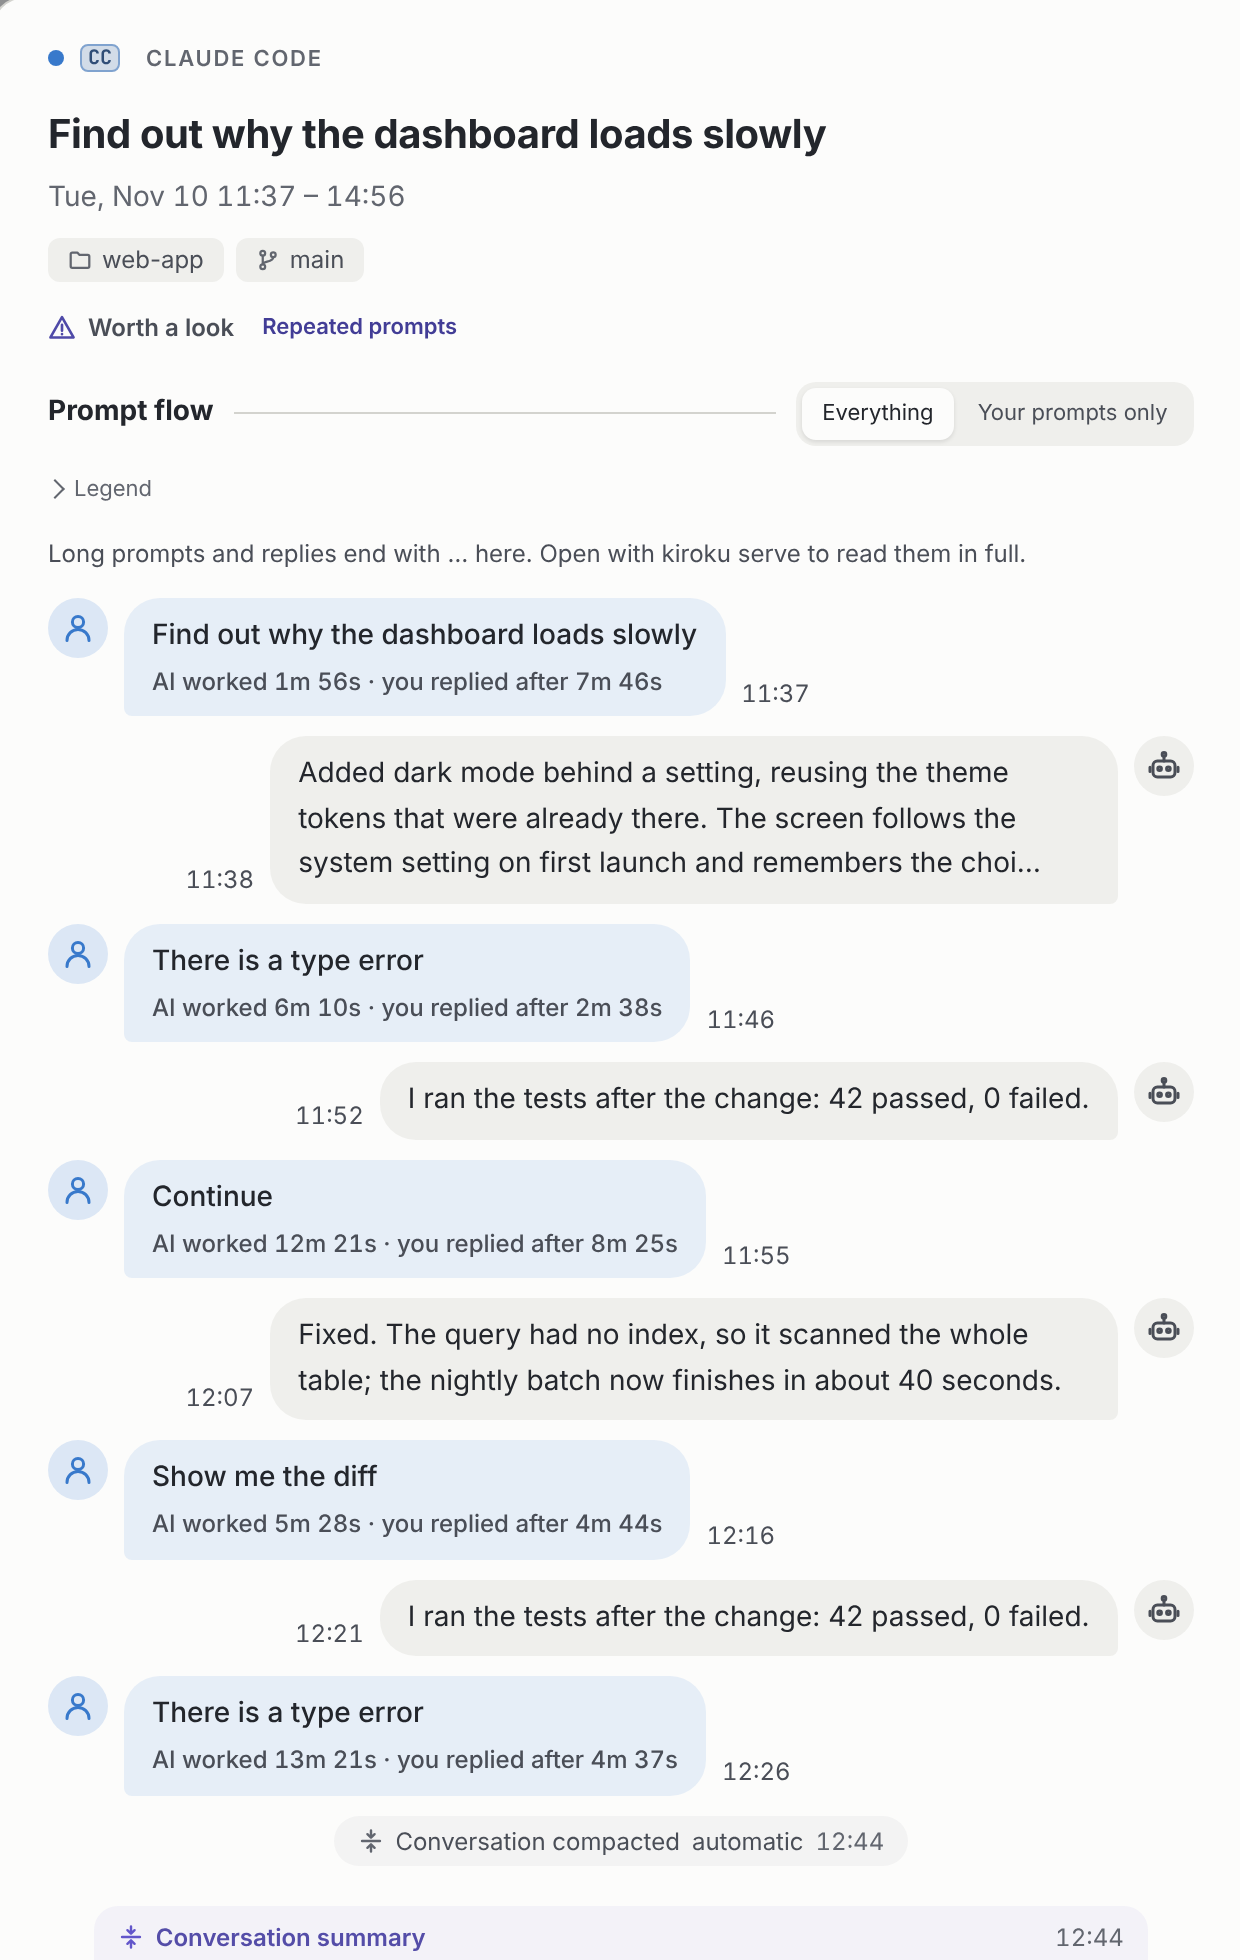 CC CLAUDE CODE
Find out why the dashboard loads slowly
Tue, Nov 10 11:37 – 14:56
web-app main
Worth a look Repeated prompts
Prompt flow Everything Your prompts only
Legend
Long prompts and replies end with … here. Open with kiroku serve to read them in full.
Find out why the dashboard loads slowly
AI worked 1m 56s · you replied after 7m 46s
11:37
Added dark mode behind a setting, reusing the theme
tokens that were already there. The screen follows the
system setting on first launch and remembers the choi…
11:38
There is a type error
AI worked 6m 10s · you replied after 2m 38s
11:46
I ran the tests after the change: 42 passed, 0 failed.
11:52
Continue
AI worked 12m 21s · you replied after 8m 25s
11:55
Fixed. The query had no index, so it scanned the whole
table; the nightly batch now finishes in about 40 seconds.
12:07
Show me the diff
AI worked 5m 28s · you replied after 4m 44s
12:16
I ran the tests after the change: 42 passed, 0 failed.
12:21
There is a type error
AI worked 13m 21s · you replied after 4m 37s
12:26
Conversation compacted automatic 12:44
Conversation summary 12:44